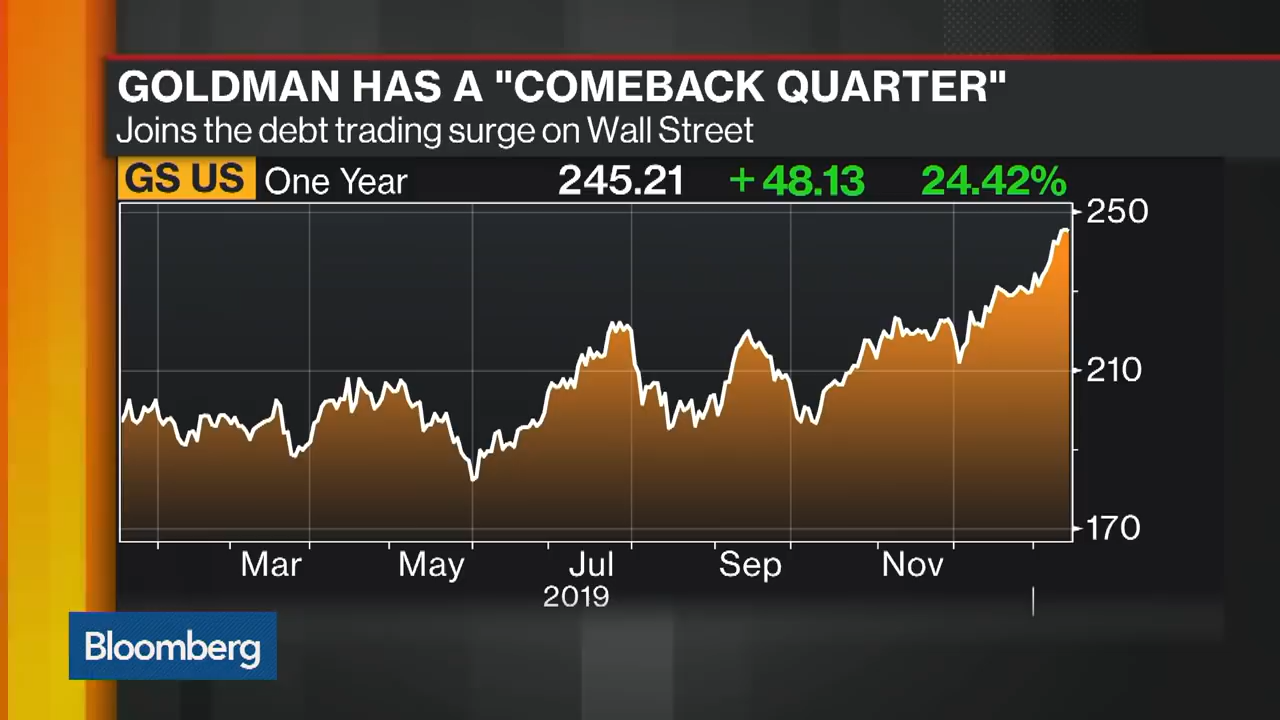 GOLDMAN HAS A "COMEBACK QUARTER"
Joins the debt trading surge on Wall Street
GS US One Year 245.21 +48.13 24.42%
250
210
170
Mar May Jul Sep Nov
2019
Bloomberg